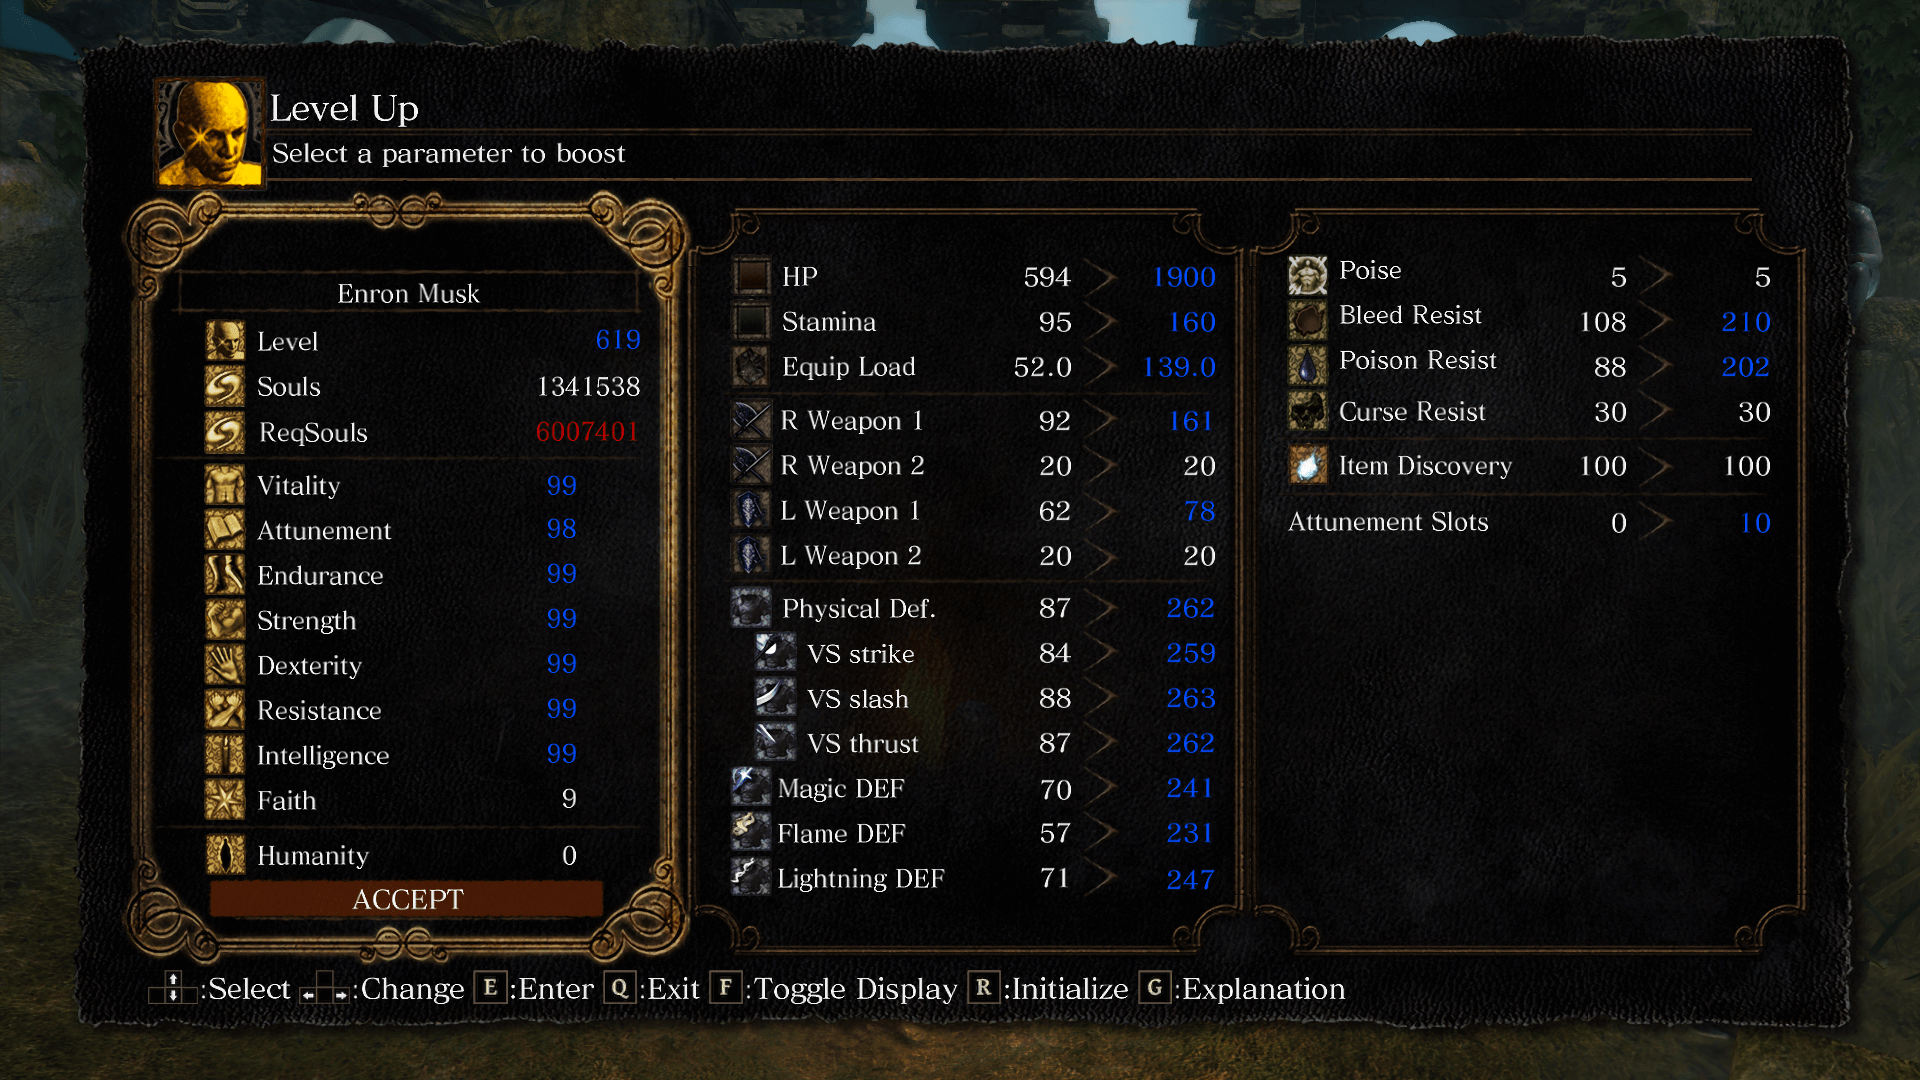 Level Up
Select a parameter to boost
Enron Musk
Level 619
Souls 1341538
ReqSouls 6007401
Vitality 99
Attunement 98
Endurance 99
Strength 99
Dexterity 99
Resistance 99
Intelligence 99
Faith 9
Humanity 0
ACCEPT
HP 594 1900
Stamina 95 160
Equip Load 52.0 139.0
R Weapon 1 92 161
R Weapon 2 20 20
L Weapon 1 62 78
L Weapon 2 20 20
Physical Def. 87 262
VS strike 84 259
VS slash 88 263
VS thrust 87 262
Magic DEF 70 241
Flame DEF 57 231
Lightning DEF 71 247
Poise 5 5
Bleed Resist 108 210
Poison Resist 88 202
Curse Resist 30 30
Item Discovery 100 100
Attunement Slots 0 10
:Select :Change E:Enter Q:Exit F:Toggle Display R:Initialize G:Explanation